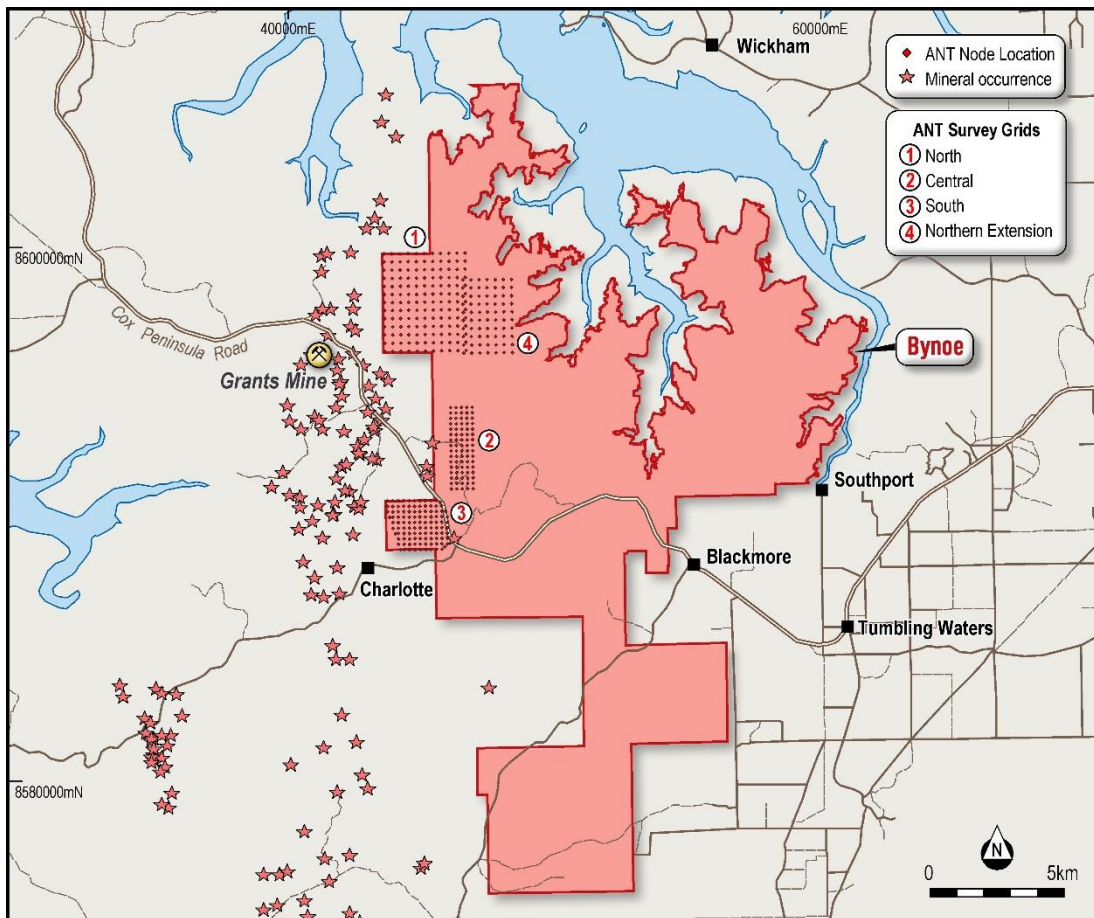 40000mE
60000mE
Wickham
ANT Node Location
Mineral occurrence
ANT Survey Grids
1 North
2 Central
3 South
4 Northern Extension
1
8600000mN
Cox Peninsula Road
4
Bynoe
Grants Mine
2
Southport
3
Blackmore
Charlotte
Tumbling Waters
8580000mN
N
0 5km